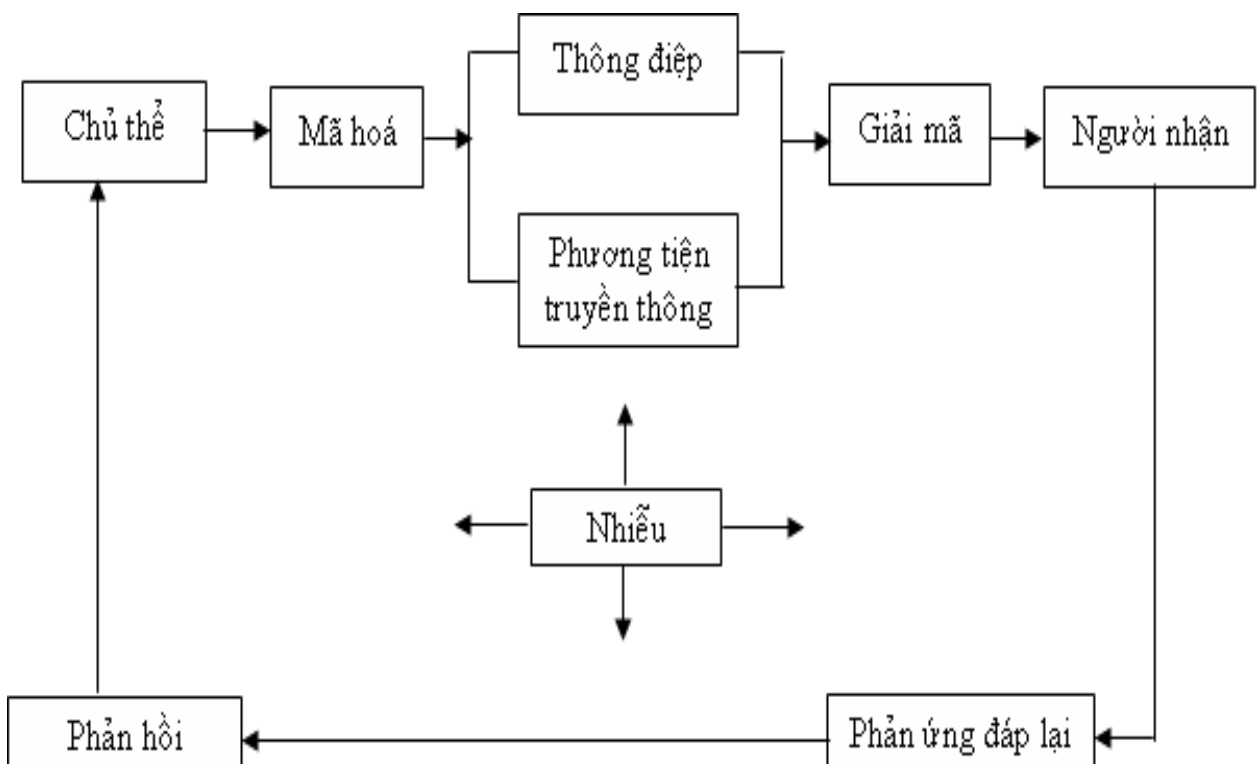 Chủ thể
Mã hoá
Thông điệp
Phương tiện
truyền thông
Giải mã
Người nhận
Nhiễu
Phản hồi
Phản ứng đáp lại